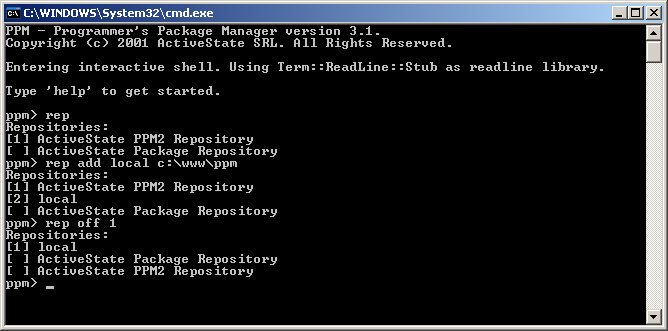 C:\WINDOWS\System32\cmd.exe
PPM - Programmer's Package Manager version 3.1.
Copyright (c) 2001 ActiveState SRL. All Rights Reserved.
Entering interactive shell. Using Term::ReadLine::Stub as readline library.
Type 'help' to get started.
ppm> rep
Repositories:
[1] ActiveState PPM2 Repository
[ ] ActiveState Package Repository
ppm> rep add local c:\www\ppm
Repositories:
[1] ActiveState PPM2 Repository
[2] local
[ ] ActiveState Package Repository
ppm> rep off 1
Repositories:
[1] local
[ ] ActiveState Package Repository
[ ] ActiveState PPM2 Repository
ppm> _